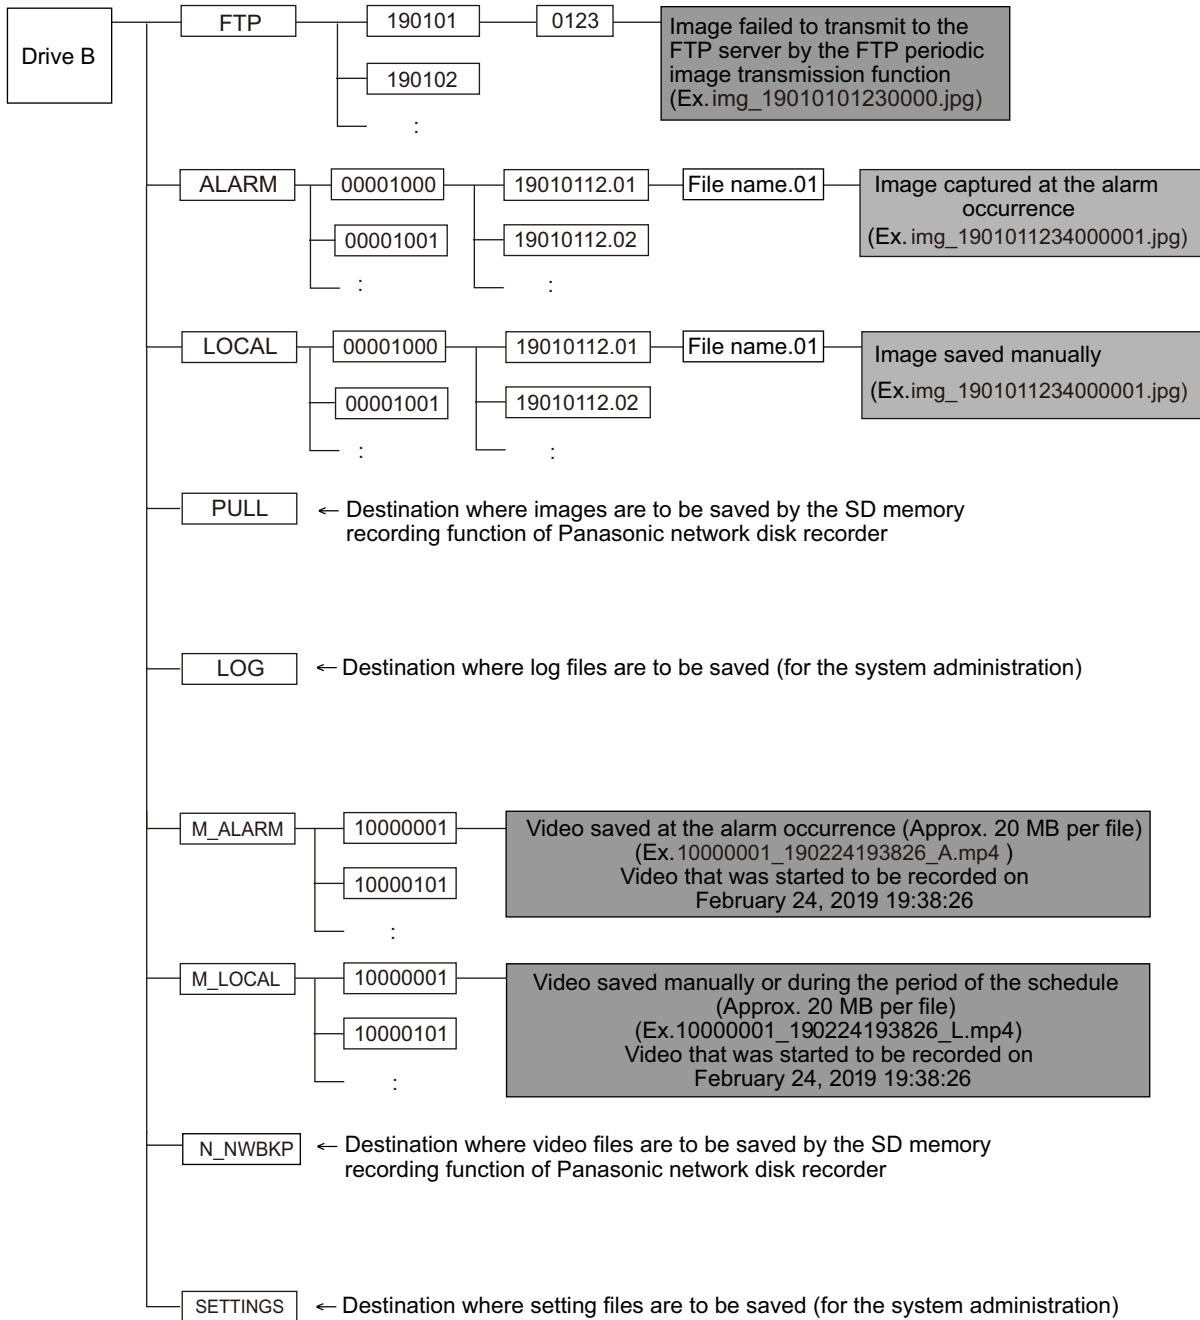 Drive B
FTP
190101
0123
Image failed to transmit to the
FTP server by the FTP periodic
image transmission function
(Ex.img_19010101230000.jpg)
190102
:
ALARM
00001000
19010112.01
File name.01
Image captured at the alarm
occurrence
(Ex.img_1901011234000001.jpg)
00001001
19010112.02
:
:
LOCAL
00001000
19010112.01
File name.01
Image saved manually
(Ex.img_1901011234000001.jpg)
00001001
19010112.02
:
:
PULL
← Destination where images are to be saved by the SD memory
recording function of Panasonic network disk recorder
LOG
← Destination where log files are to be saved (for the system administration)
M_ALARM
10000001
Video saved at the alarm occurrence (Approx. 20 MB per file)
(Ex.10000001_190224193826_A.mp4 )
Video that was started to be recorded on
February 24, 2019 19:38:26
10000101
:
M_LOCAL
10000001
Video saved manually or during the period of the schedule
(Approx. 20 MB per file)
(Ex.10000001_190224193826_L.mp4)
Video that was started to be recorded on
February 24, 2019 19:38:26
10000101
:
N_NWBKP
← Destination where video files are to be saved by the SD memory
recording function of Panasonic network disk recorder
SETTINGS
← Destination where setting files are to be saved (for the system administration)